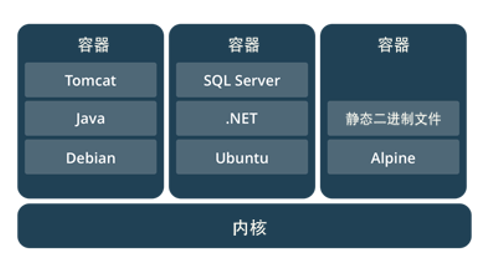 容器
Tomcat
Java
Debian
容器
SQL Server
.NET
Ubuntu
容器
静态二进制文件
Alpine
内核